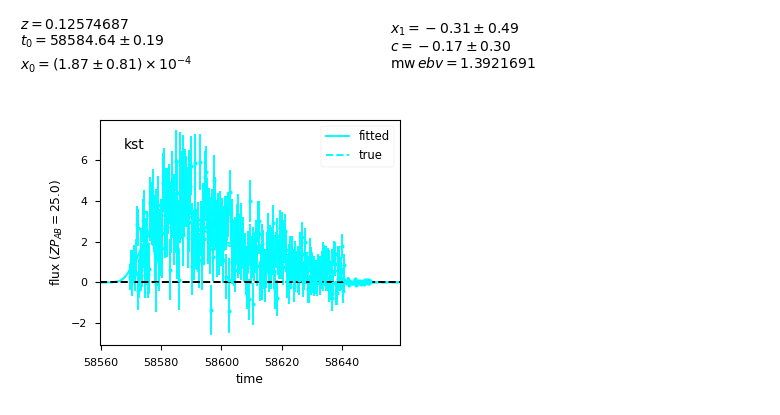 z = 0.12574687
t₀ = 58584.64 ± 0.19
x₀ = (1.87 ± 0.81) × 10⁻⁴
x₁ = −0.31 ± 0.49
c = −0.17 ± 0.30
mw ebv = 1.3921691
kst
fitted
true
flux (ZP_AB = 25.0)
6
4
2
0
−2
58560 58580 58600 58620 58640
time